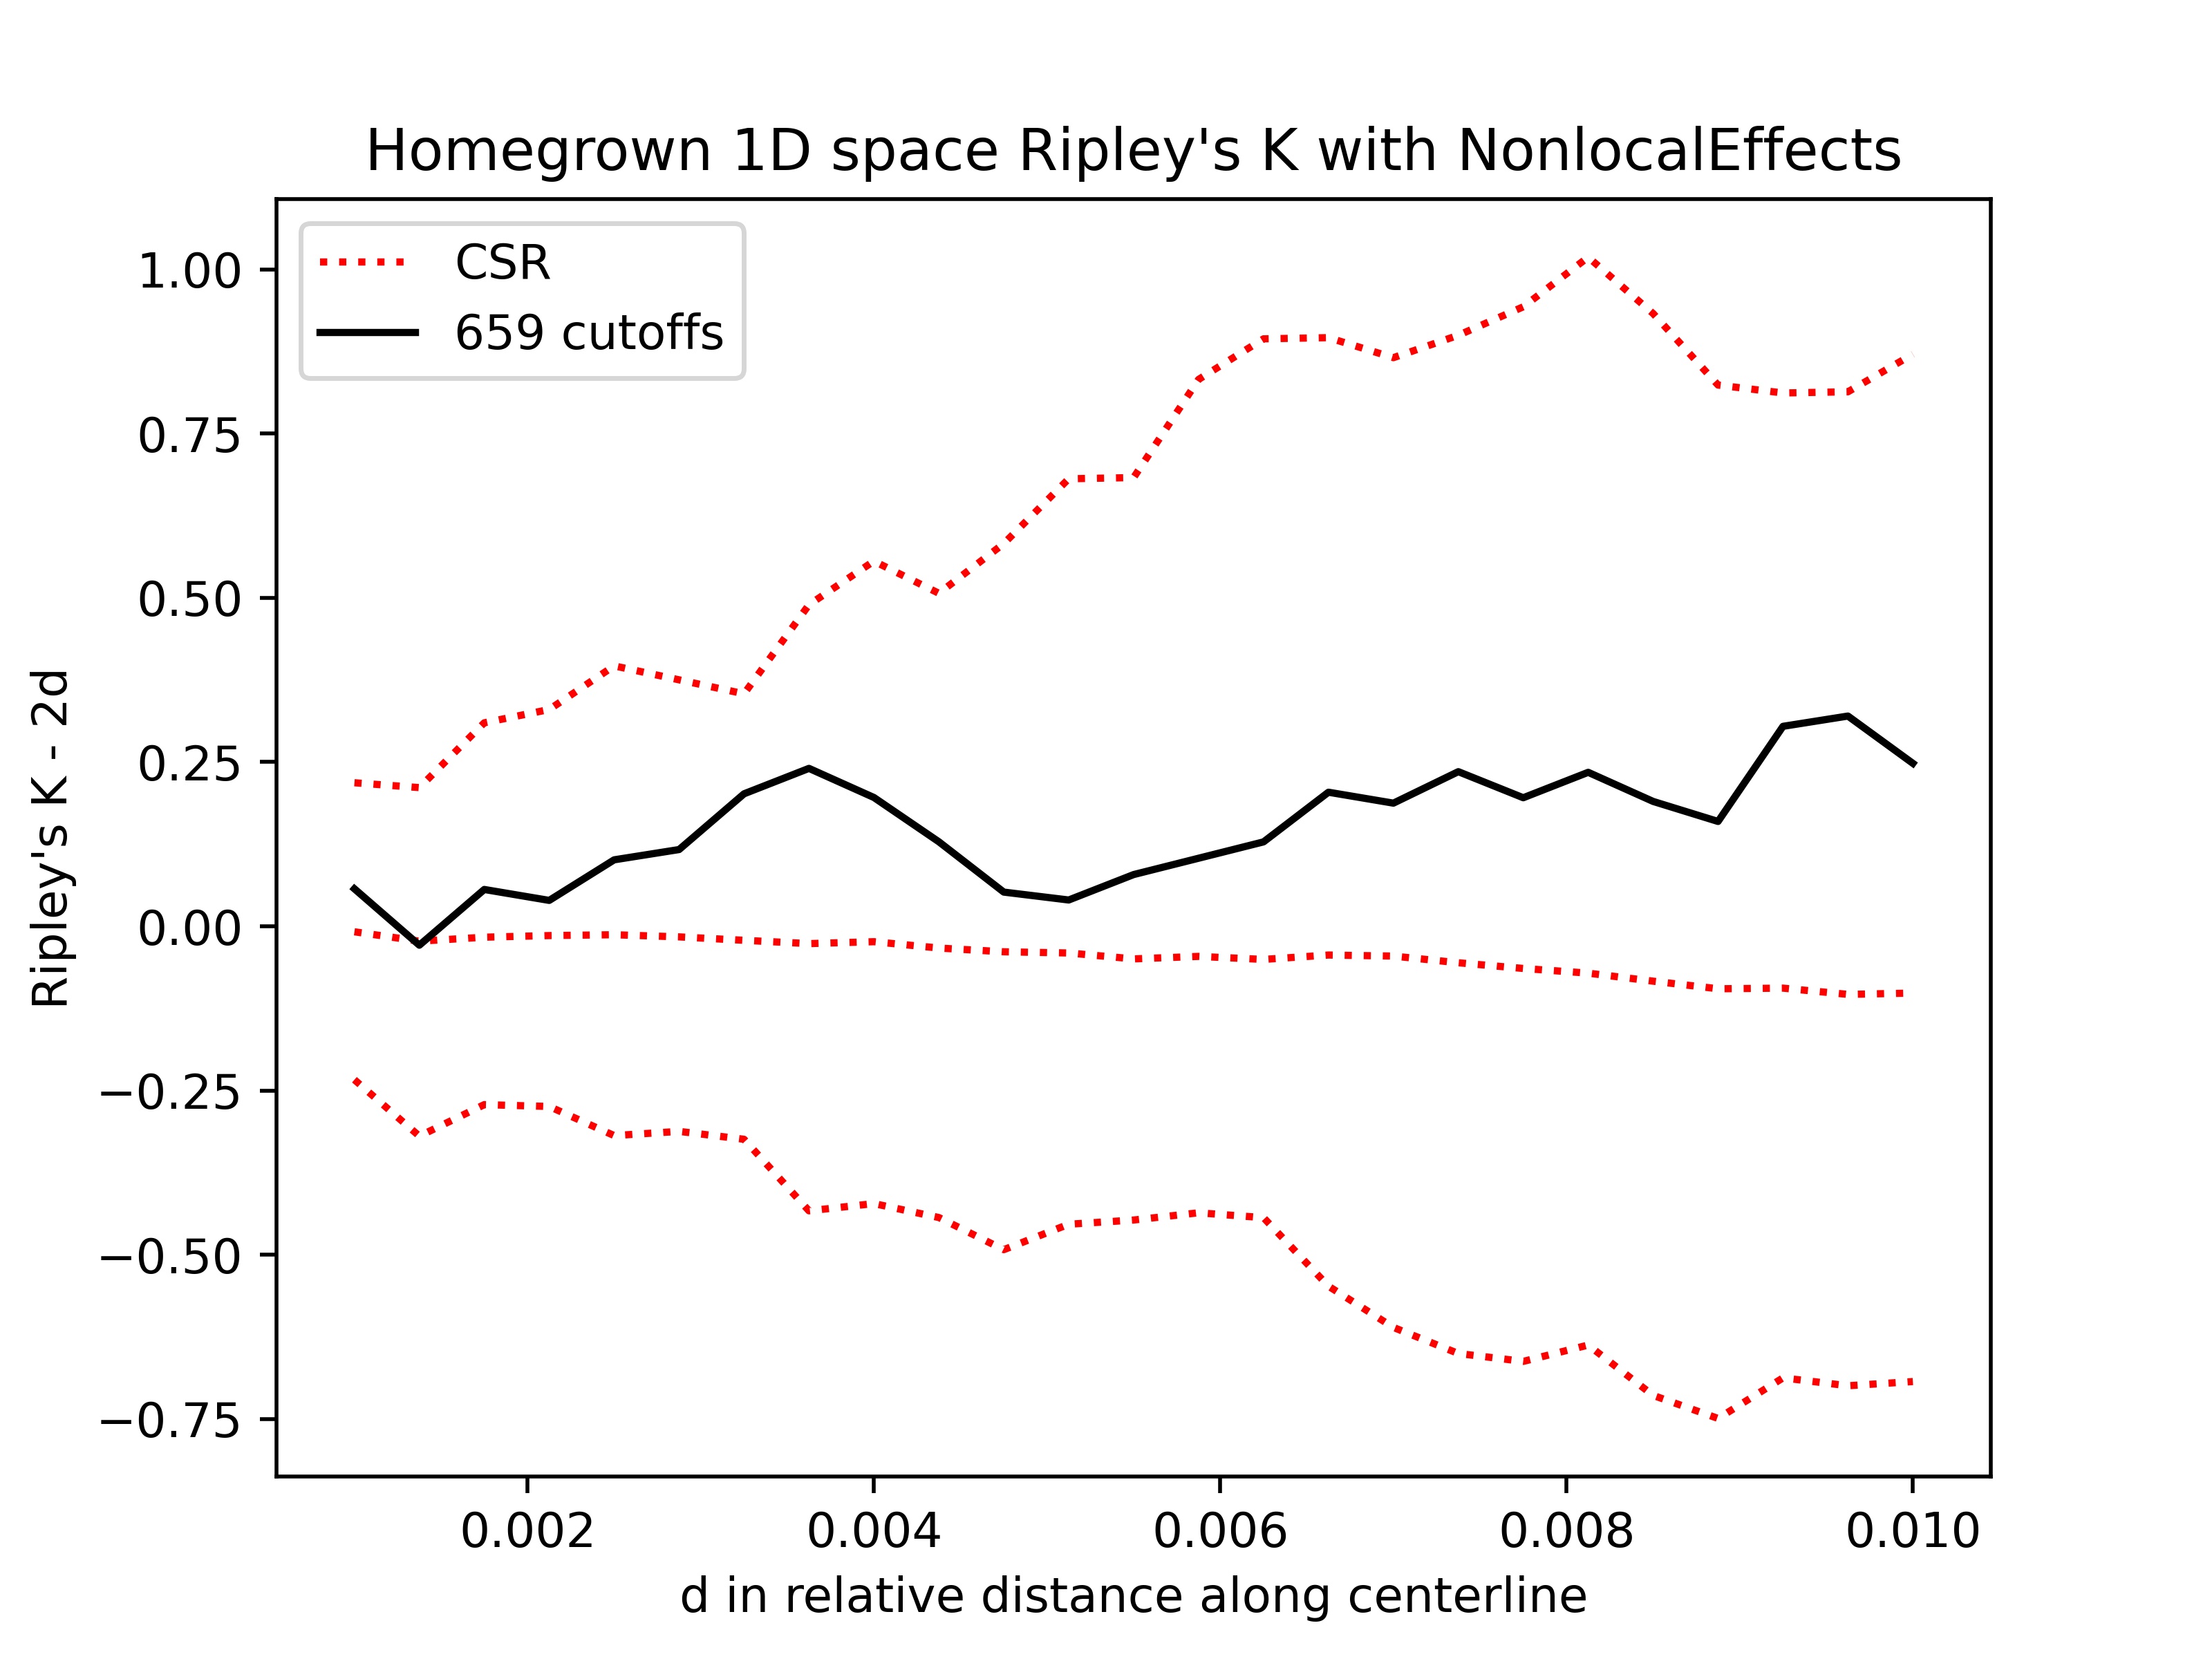 Homegrown 1D space Ripley's K with NonlocalEffects
CSR
659 cutoffs
1.00
0.75
0.50
0.25
0.00
−0.25
−0.50
−0.75
Ripley's K - 2d
0.002
0.004
0.006
0.008
0.010
d in relative distance along centerline